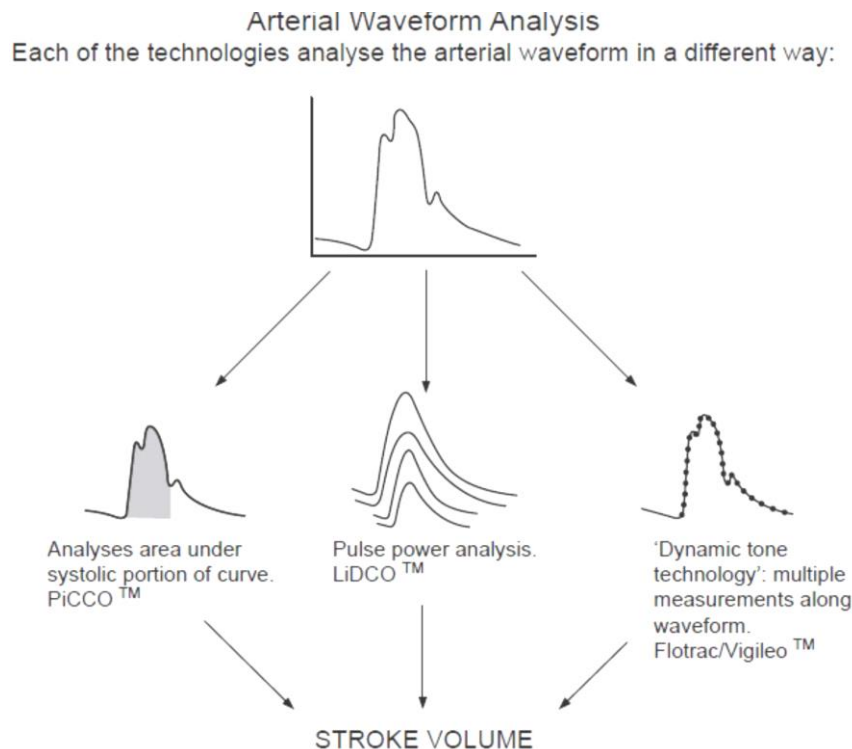 Arterial Waveform Analysis
Each of the technologies analyse the arterial waveform in a different way:
Analyses area under
systolic portion of curve.
PiCCO TM
Pulse power analysis.
LiDCO TM
‘Dynamic tone
technology’: multiple
measurements along
waveform.
Flotrac/Vigileo TM
STROKE VOLUME